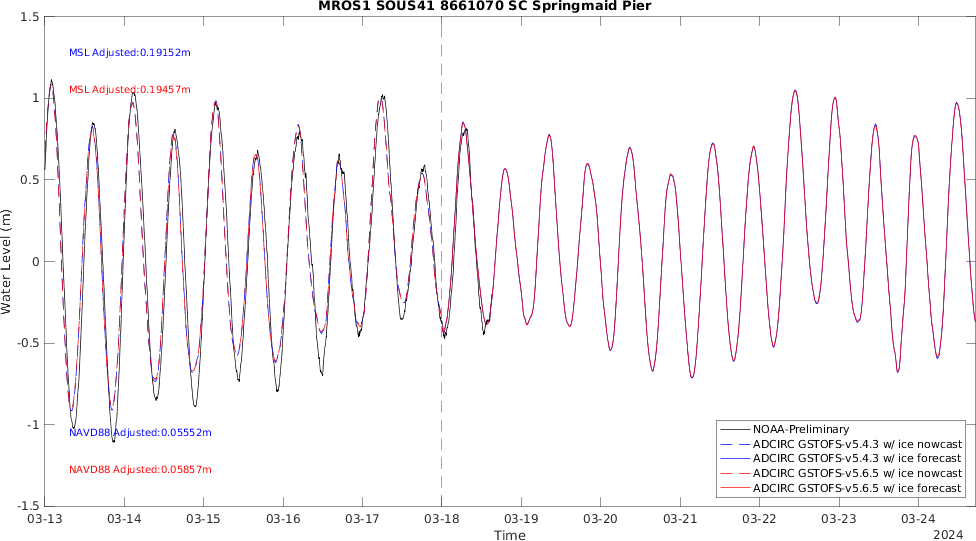 MROS1 SOUS41 8661070 SC Springmaid Pier
1.5
MSL Adjusted:0.19152m
1
MSL Adjusted:0.19457m
0.5
0
-0.5
-1
-1.5
Water Level (m)
NAVD88 Adjusted:0.05552m
NAVD88 Adjusted:0.05857m
NOAA-Preliminary
ADCIRC GSTOFS-v5.4.3 w/ ice nowcast
ADCIRC GSTOFS-v5.4.3 w/ ice forecast
ADCIRC GSTOFS-v5.6.5 w/ ice nowcast
ADCIRC GSTOFS-v5.6.5 w/ ice forecast
03-13 03-14 03-15 03-16 03-17 03-18 03-19 03-20 03-21 03-22 03-23 03-24
Time
2024